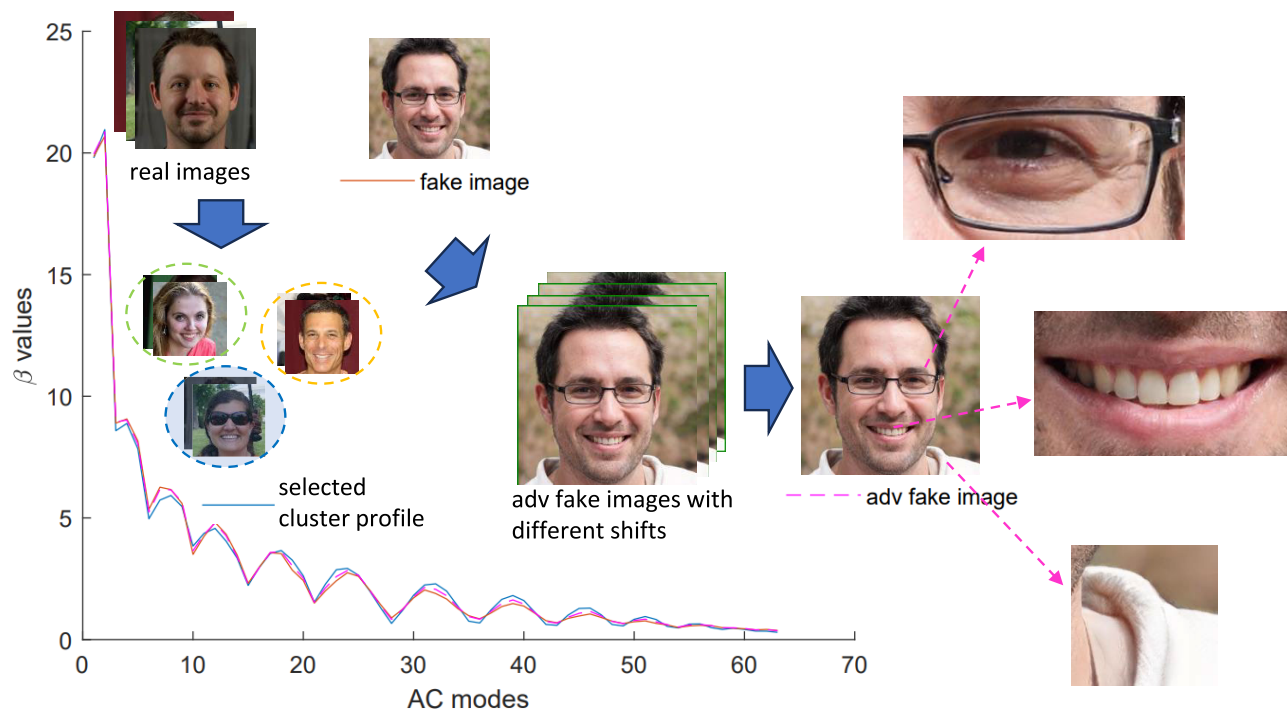 25
20
15
10
5
0
β values
0
10
20
30
40
50
60
70
AC modes
real images
fake image
selected
cluster profile
adv fake images with
different shifts
adv fake image